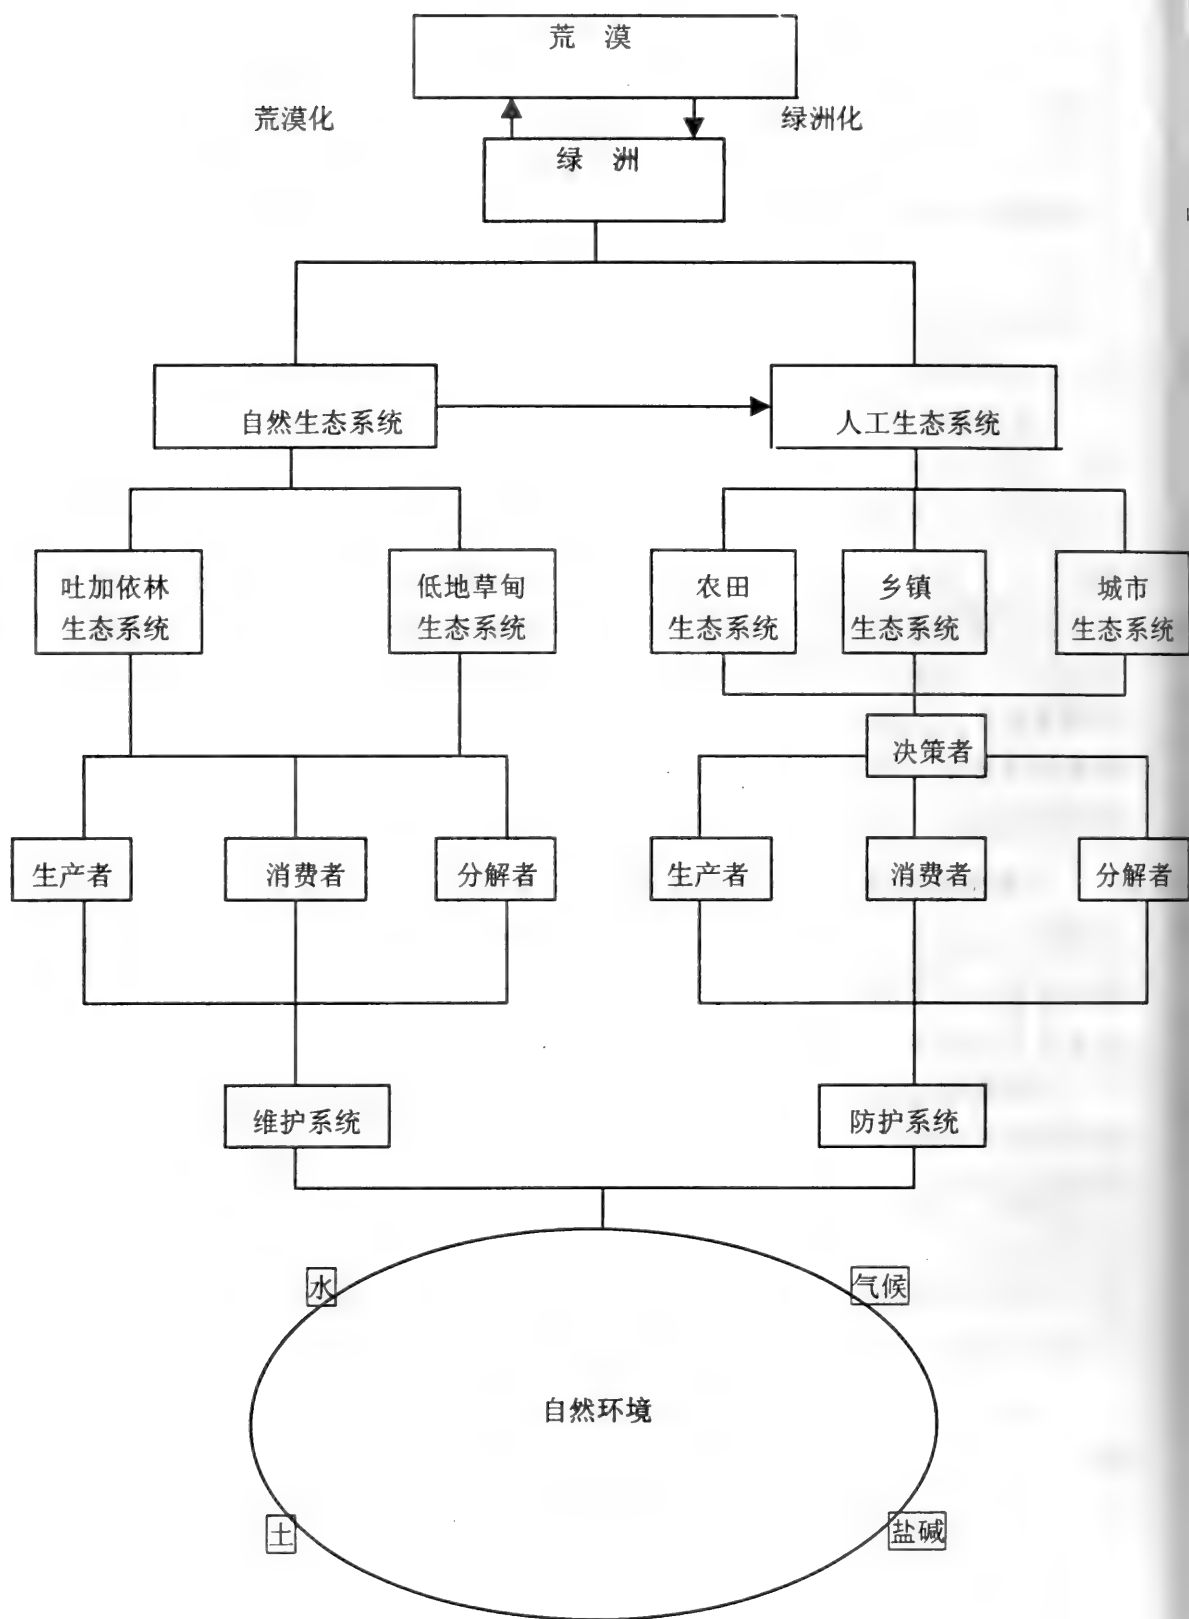 荒 漠
荒漠化
绿洲化
绿 洲
自然生态系统
人工生态系统
吐加依林
生态系统
低地草甸
生态系统
农田
生态系统
乡镇
生态系统
城市
生态系统
决策者
生产者
消费者
分解者
生产者
消费者
分解者
维护系统
防护系统
水
气候
自然环境
土
盐碱